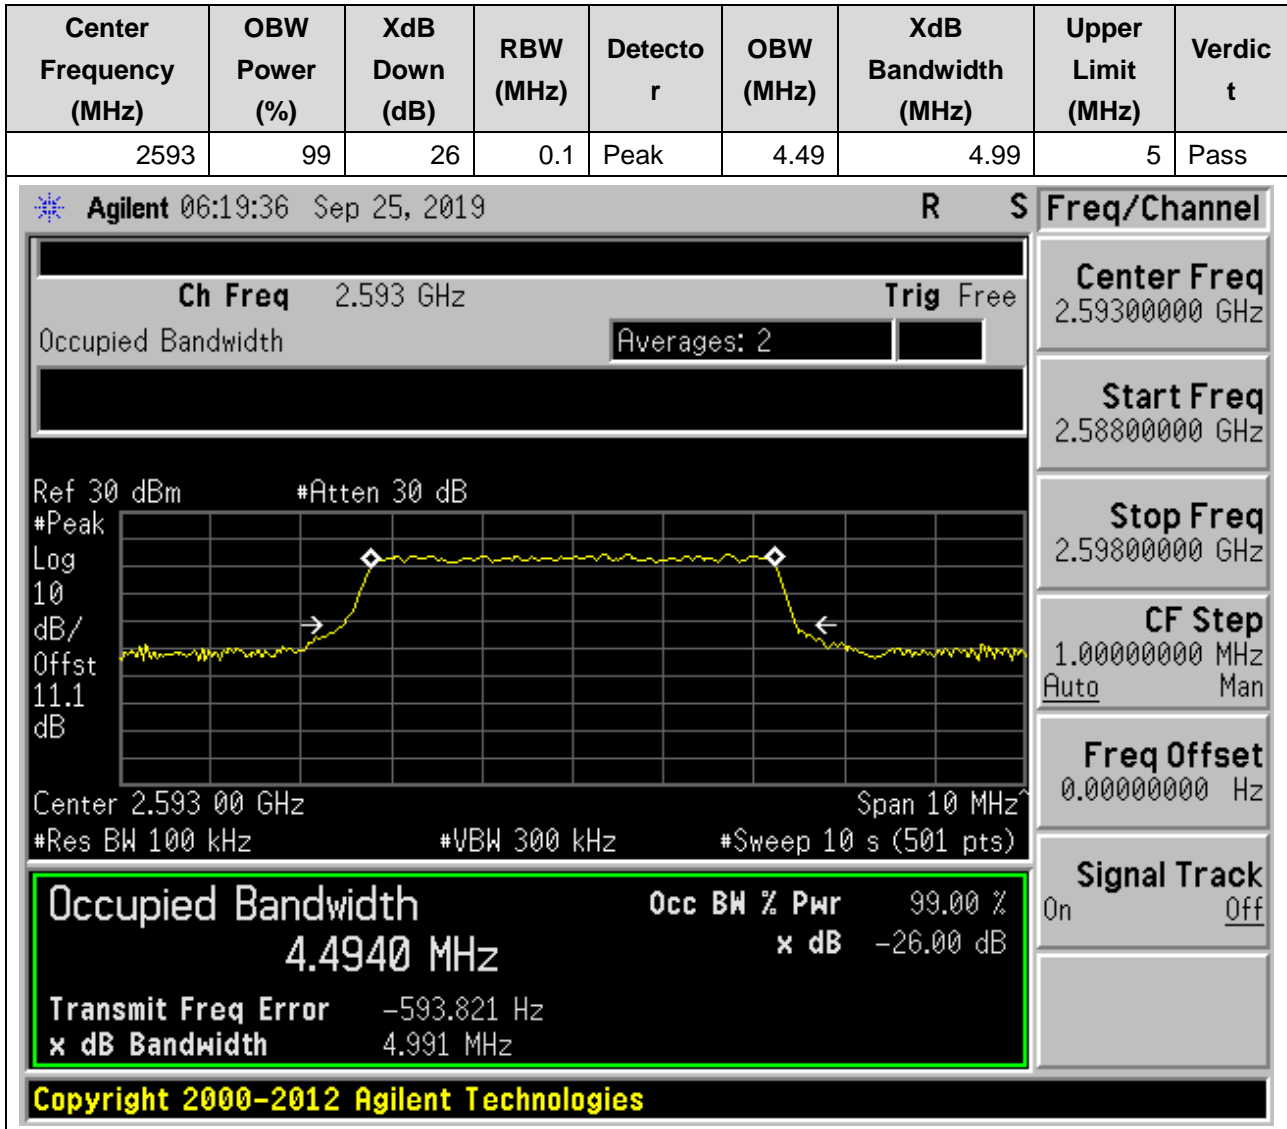 Center Frequency (MHz) OBW Power (%) XdB Down (dB) RBW (MHz) Detecto r OBW (MHz) XdB Bandwidth (MHz) Upper Limit (MHz) Verdic t
2593 99 26 0.1 Peak 4.49 4.99 5 Pass
Agilent 06:19:36 Sep 25, 2019 R S Freq/Channel
Ch Freq 2.593 GHz Trig Free
Occupied Bandwidth Averages: 2
Center Freq
2.59300000 GHz
Start Freq
2.58800000 GHz
Stop Freq
2.59800000 GHz
CF Step
1.00000000 MHz
Auto Man
Freq Offset
0.00000000 Hz
Signal Track
On Off
Ref 30 dBm #Atten 30 dB
#Peak
Log
10
dB/
Offst
11.1
dB
Center 2.593 00 GHz Span 10 MHz^
#Res BW 100 kHz #VBW 300 kHz #Sweep 10 s (501 pts)
Occupied Bandwidth Occ BW % Pwr 99.00 %
4.4940 MHz x dB -26.00 dB
Transmit Freq Error -593.821 Hz
x dB Bandwidth 4.991 MHz
Copyright 2000-2012 Agilent Technologies